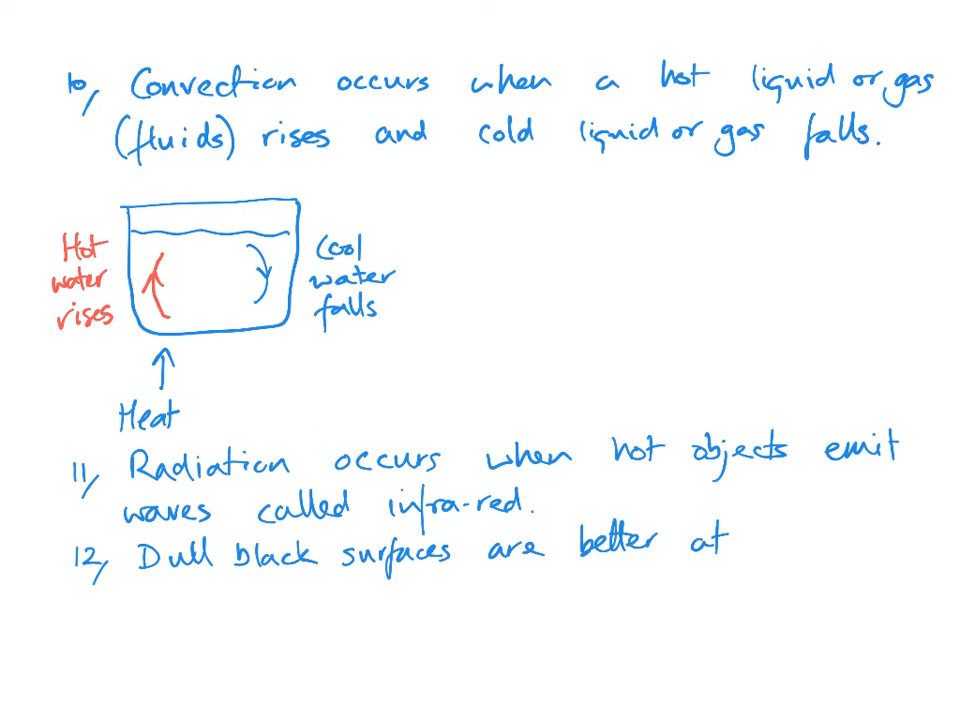 10, Convection occurs when a hot liquid or gas
(fluids) rises and cold liquid or gas falls.
Hot
water
rises
Cool
water
falls
Heat
11, Radiation occurs when hot objects emit
waves called infra-red.
12, Dull black surfaces are better at